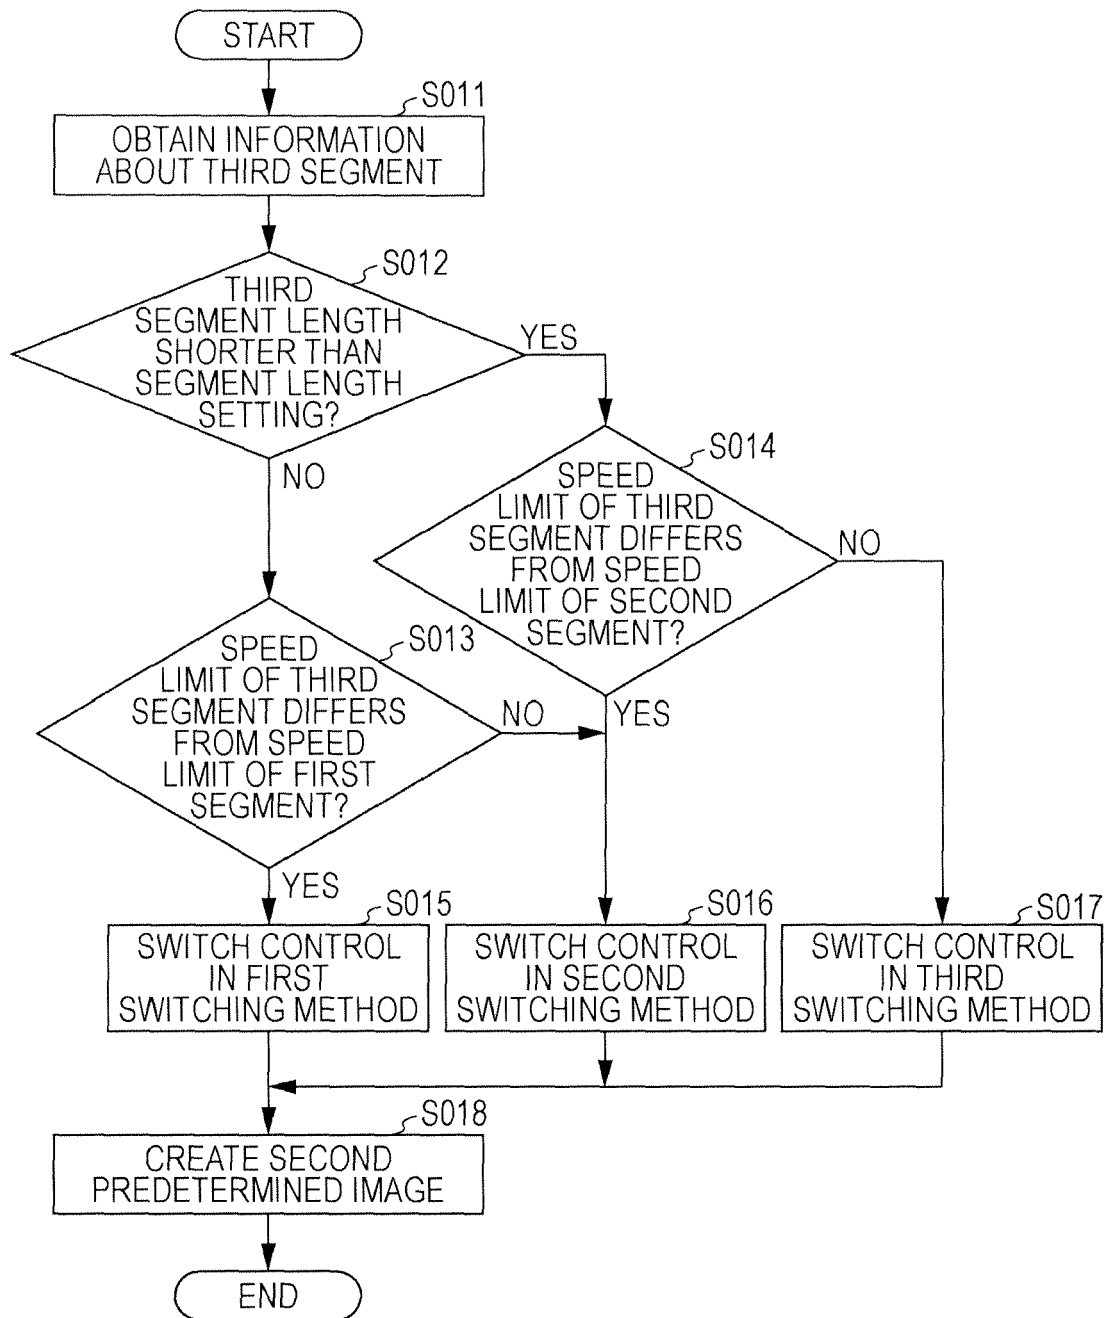 START
S011
OBTAIN INFORMATION
ABOUT THIRD SEGMENT
S012
THIRD
SEGMENT LENGTH
SHORTER THAN
SEGMENT LENGTH
SETTING?
YES
NO
S014
SPEED
LIMIT OF THIRD
SEGMENT DIFFERS
FROM SPEED
LIMIT OF SECOND
SEGMENT?
NO
YES
S013
SPEED
LIMIT OF THIRD
SEGMENT DIFFERS
FROM SPEED
LIMIT OF FIRST
SEGMENT?
NO
YES
S015
SWITCH CONTROL
IN FIRST
SWITCHING METHOD
S016
SWITCH CONTROL
IN SECOND
SWITCHING METHOD
S017
SWITCH CONTROL
IN THIRD
SWITCHING METHOD
S018
CREATE SECOND
PREDETERMINED IMAGE
END